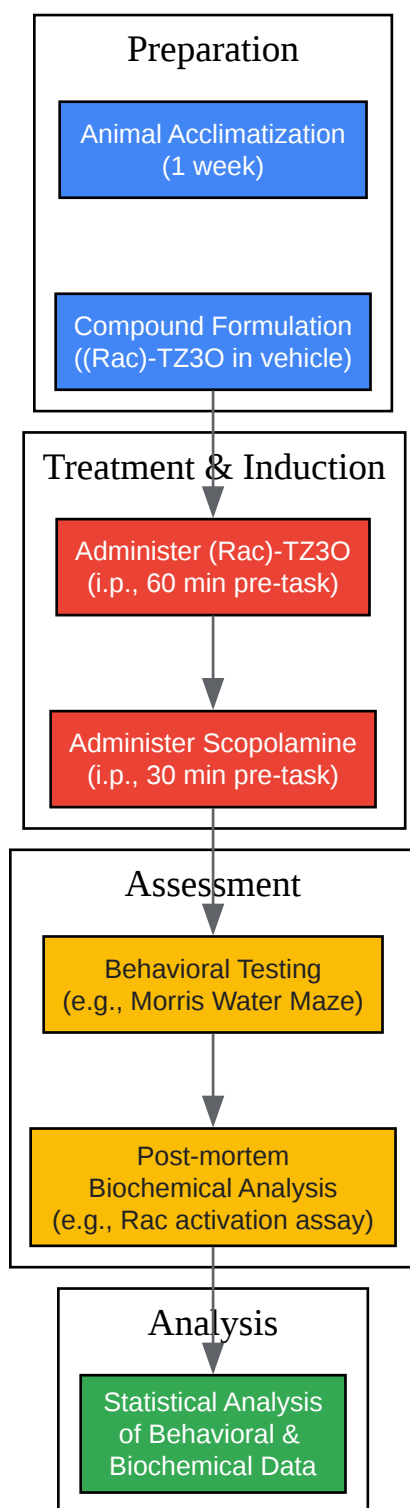 Preparation
Animal Acclimatization
(1 week)
Compound Formulation
((Rac)-TZ3O in vehicle)
Treatment & Induction
Administer (Rac)-TZ3O
(i.p., 60 min pre-task)
Administer Scopolamine
(i.p., 30 min pre-task)
Assessment
Behavioral Testing
(e.g., Morris Water Maze)
Post-mortem
Biochemical Analysis
(e.g., Rac activation assay)
Analysis
Statistical Analysis
of Behavioral &
Biochemical Data